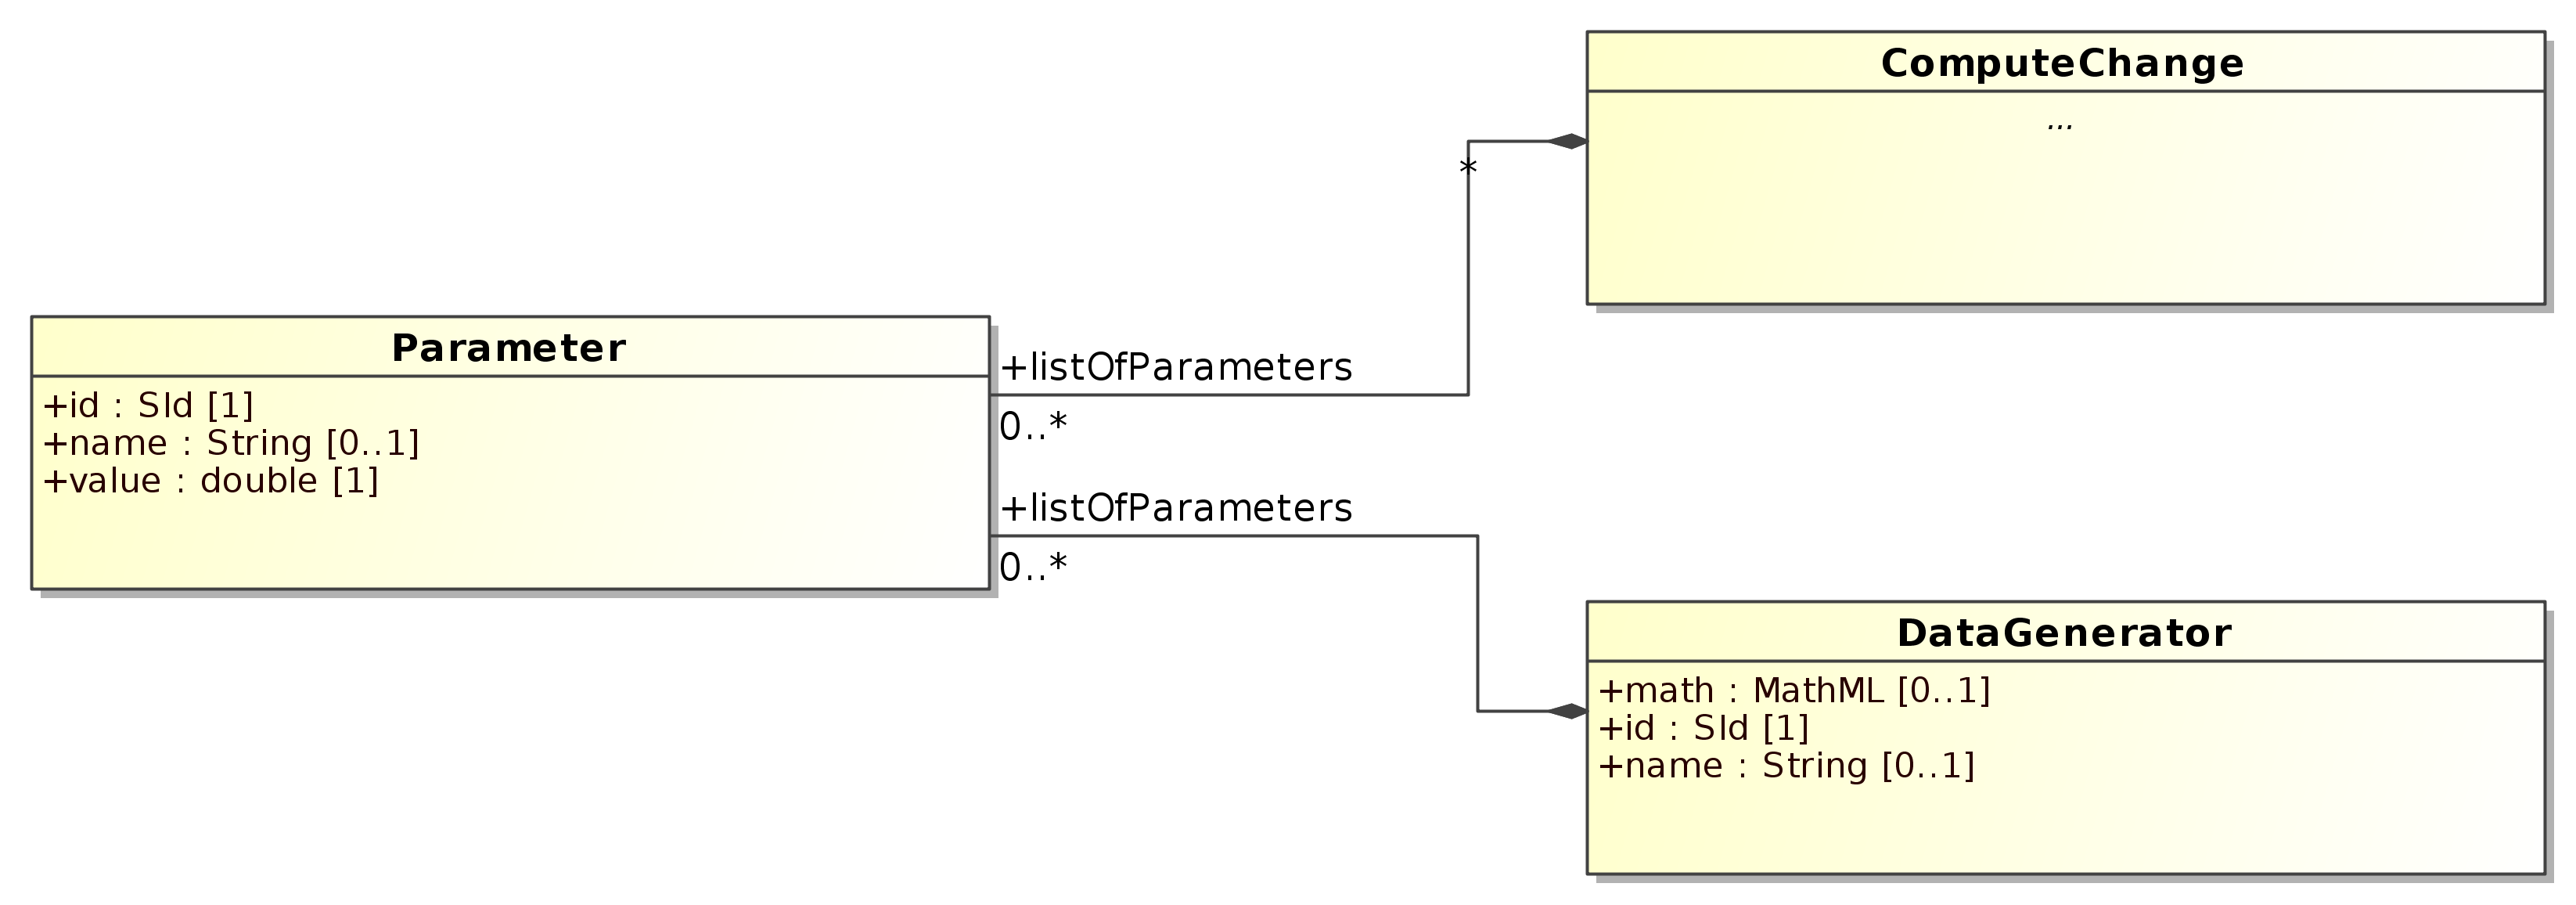 ComputeChange
...
*
Parameter
+id : SId [1]
+name : String [0..1]
+value : double [1]
+listOfParameters
0..*
+listOfParameters
0..*
DataGenerator
+math : MathML [0..1]
+id : SId [1]
+name : String [0..1]